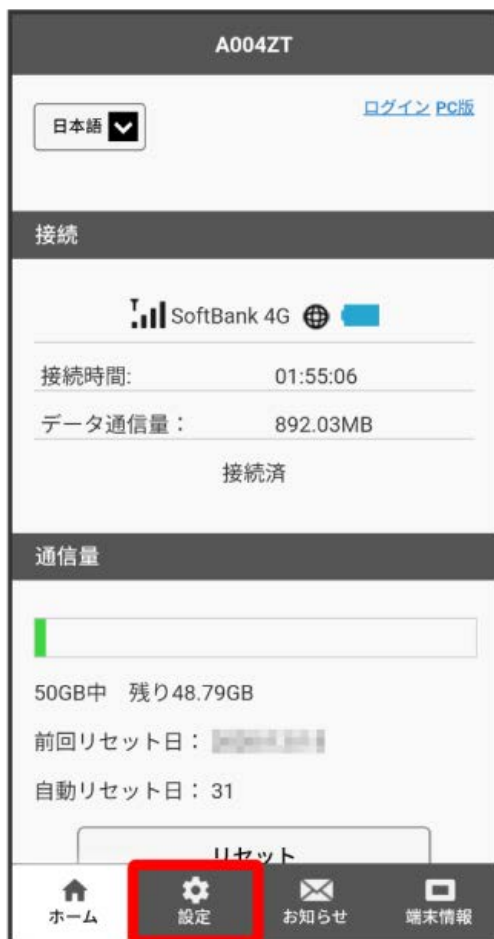 A004ZT
ログイン PC版
日本語
接続
SoftBank 4G
接続時間: 01:55:06
データ通信量： 892.03MB
接続済
通信量
50GB中 残り48.79GB
前回リセット日：
自動リセット日： 31
リセット
ホーム 設定 お知らせ 端末情報